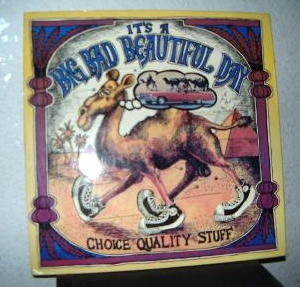 IT'S A
BIG BAD BEAUTIFUL DAY
CHOICE QUALITY STUFF